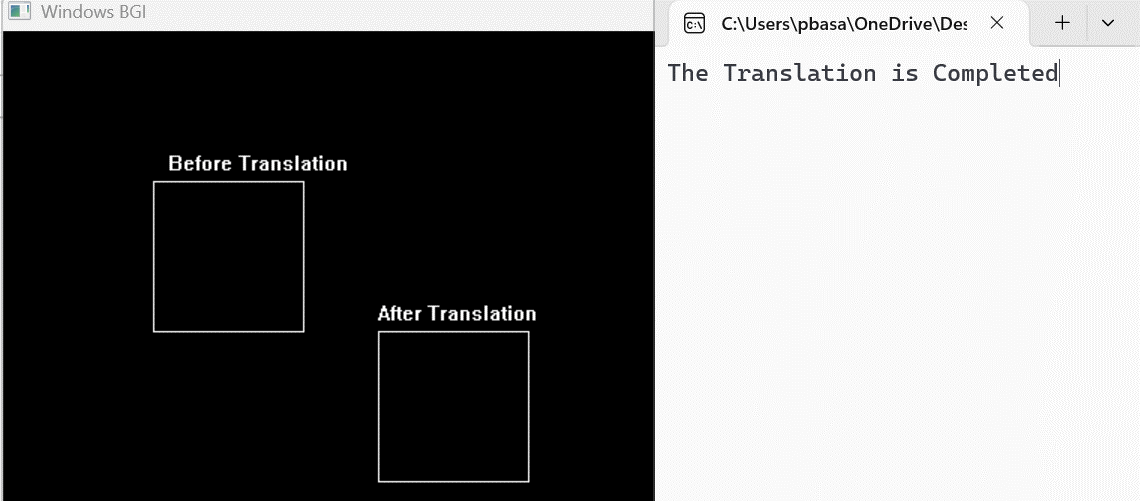 Windows BGI
C:\Users\pbasa\OneDrive\Des
The Translation is Completed
Before Translation
After Translation